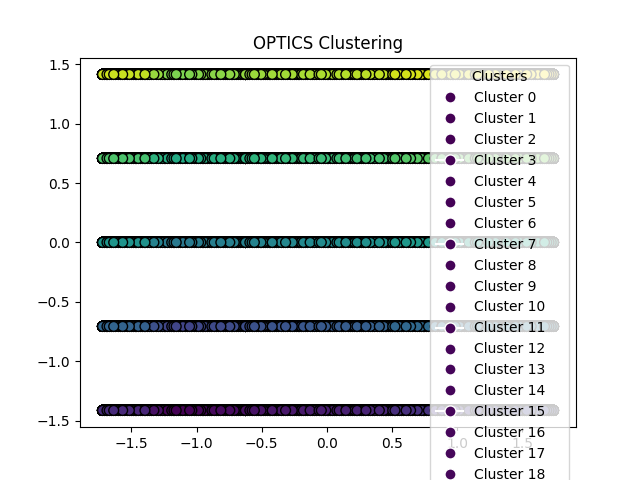 OPTICS Clustering
1.5
1.0
0.5
0.0
−0.5
−1.0
−1.5
−1.5
−1.0
−0.5
0.0
0.5
1.0
1.5
Clusters
Cluster 0
Cluster 1
Cluster 2
Cluster 3
Cluster 4
Cluster 5
Cluster 6
Cluster 7
Cluster 8
Cluster 9
Cluster 10
Cluster 11
Cluster 12
Cluster 13
Cluster 14
Cluster 15
Cluster 16
Cluster 17
Cluster 18